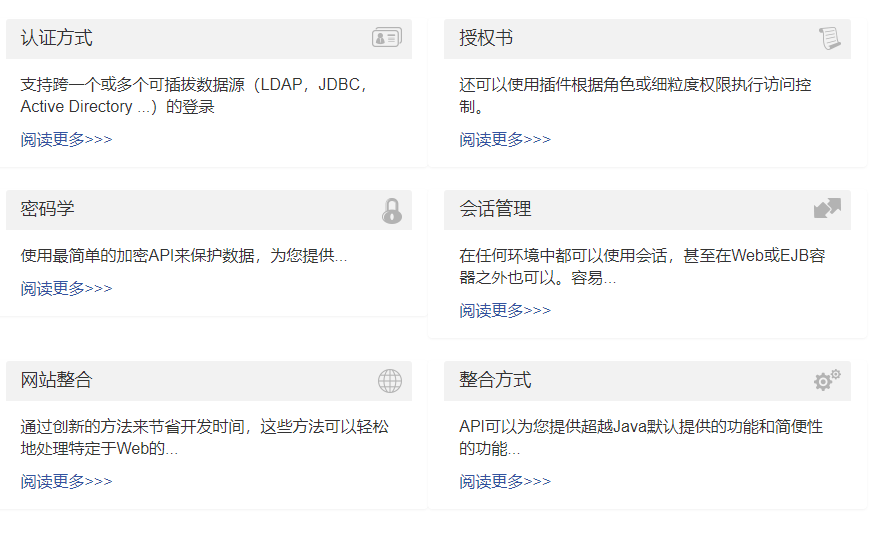 认证方式
支持跨一个或多个可插拔数据源（LDAP，JDBC，
Active Directory ...）的登录
阅读更多>>>
授权书
还可以使用插件根据角色或细粒度权限执行访问控
制。
阅读更多>>>
密码学
使用最简单的加密API来保护数据，为您提供...
阅读更多>>>
会话管理
在任何环境中都可以使用会话，甚至在Web或EJB容
器之外也可以。容易...
阅读更多>>>
网站整合
通过创新的方法来节省开发时间，这些方法可以轻松
地处理特定于Web的...
阅读更多>>>
整合方式
API可以为您提供超越Java默认提供的功能和简便性
的功能...
阅读更多>>>